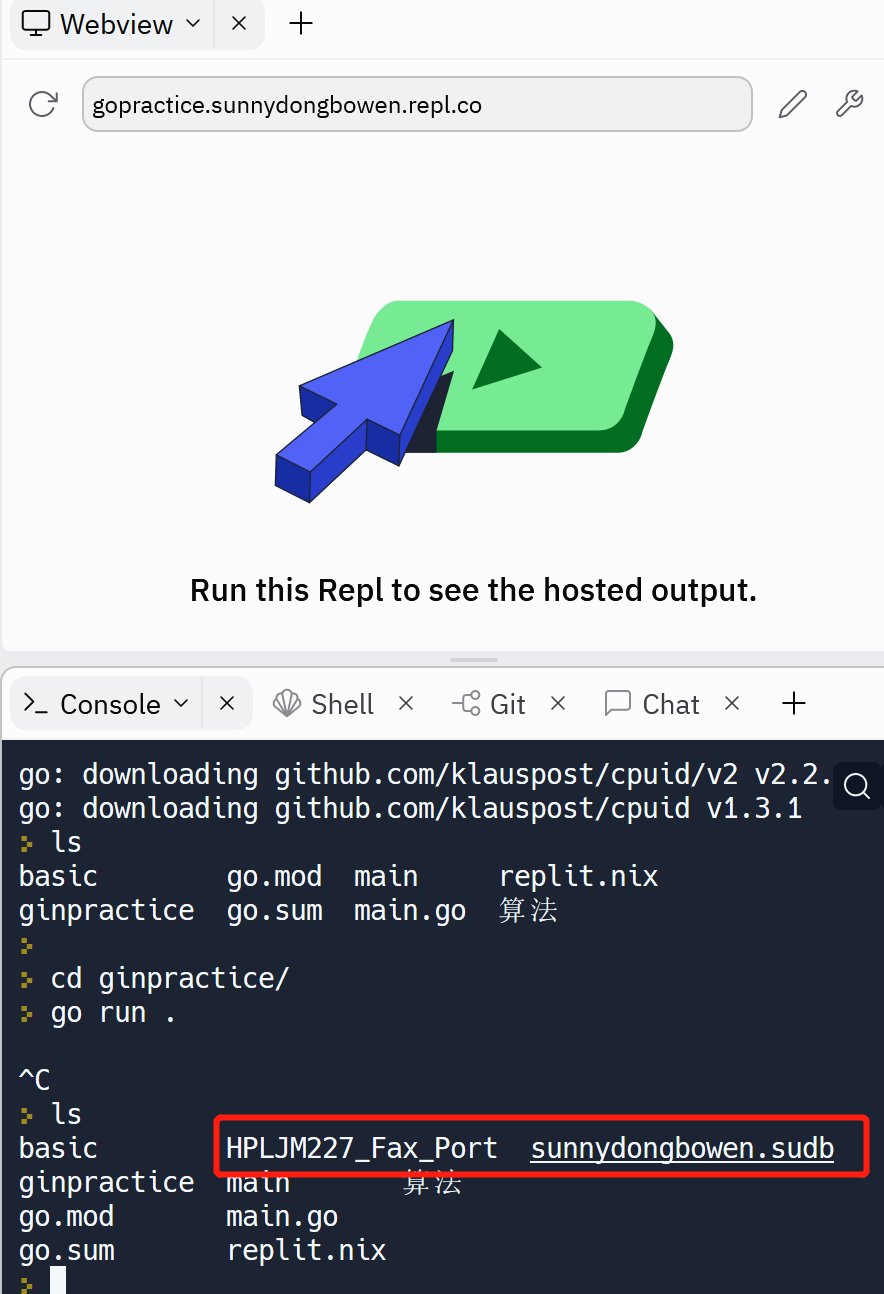 Webview
gopractice.sunnydongbowen.repl.co
Run this Repl to see the hosted output.
Console Shell Git Chat
go: downloading github.com/klauspost/cpuid/v2 v2.2.
go: downloading github.com/klauspost/cpuid v1.3.1
ls
basic go.mod main replit.nix
ginpractice go.sum main.go 算法
cd ginpractice/
go run .
^C
ls
basic HPLJM227_Fax_Port sunnydongbowen.sudb
ginpractice main 算法
go.mod main.go
go.sum replit.nix